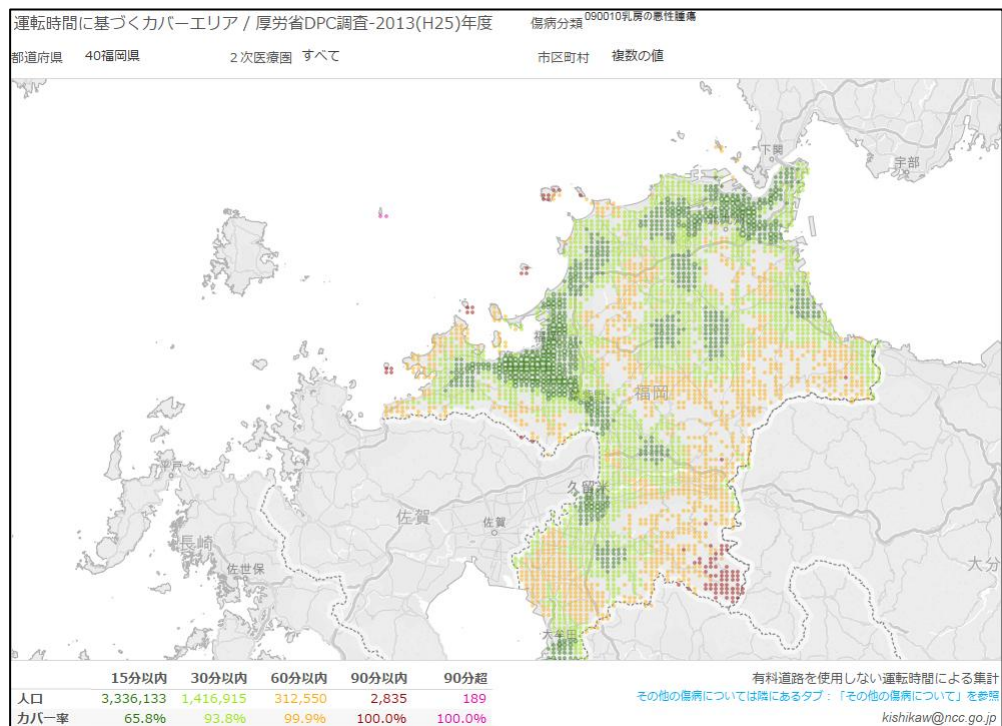 運転時間に基づくカバーエリア / 厚労省DPC調査-2013(H25)年度
傷病分類 090010乳房の悪性腫瘍
都道府県 40福岡県 2次医療圏 すべて 市区町村 複数の値
下関
宇部
福岡
久留米
佐賀
佐賀
平戸
長崎
佐世保
大分
大牟田
15分以内 30分以内 60分以内 90分以内 90分超
人口 3,336,133 1,416,915 312,550 2,835 189
カバー率 65.8% 93.8% 99.9% 100.0% 100.0%
有料道路を使用しない運転時間による集計
その他の傷病については隣にあるタブ：「その他の傷病について」を参照
kishikaw@ncc.go.jp